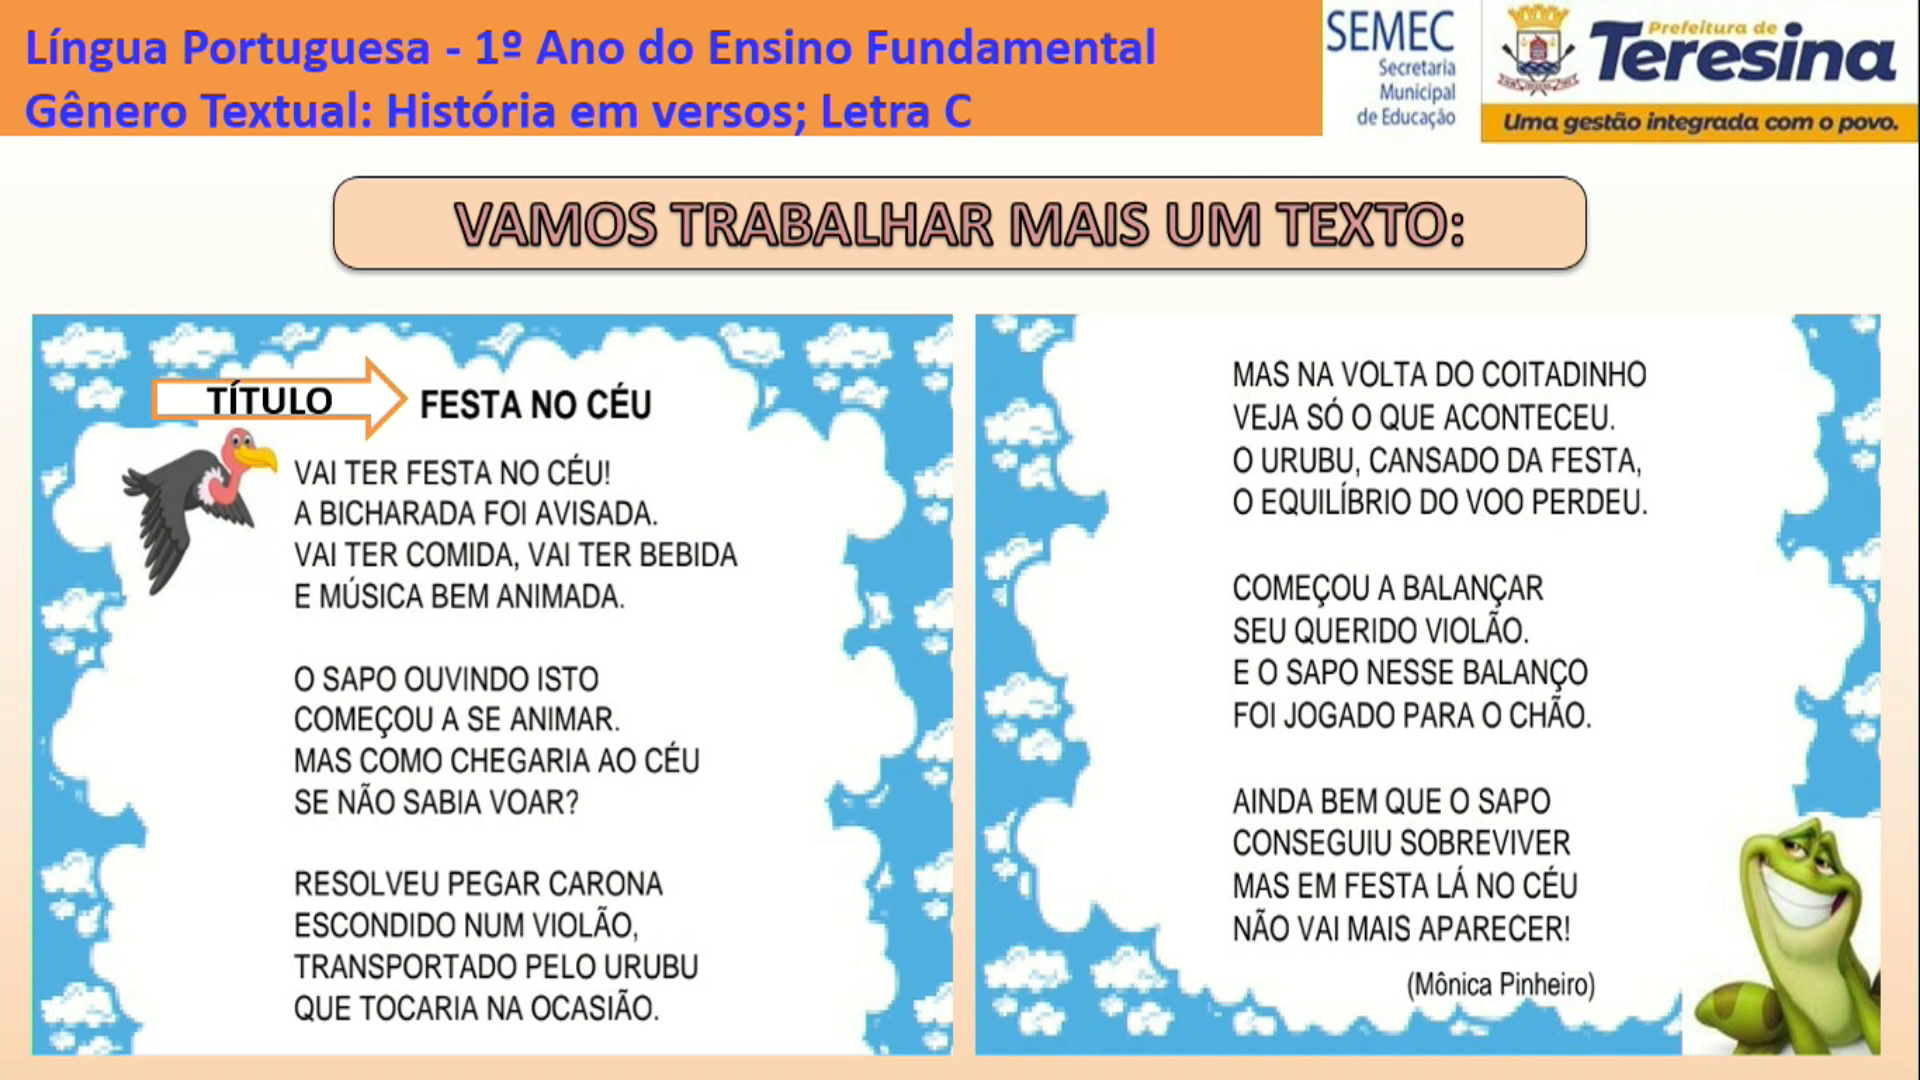 Língua Portuguesa - 1º Ano do Ensino Fundamental
Gênero Textual: História em versos; Letra C
SEMEC
Secretaria
Municipal
de Educação
Prefeitura de
Teresina
Uma gestão integrada com o povo.
VAMOS TRABALHAR MAIS UM TEXTO:
TÍTULO
FESTA NO CÉU
VAI TER FESTA NO CÉU!
A BICHARADA FOI AVISADA.
VAI TER COMIDA, VAI TER BEBIDA
E MÚSICA BEM ANIMADA.
O SAPO OUVINDO ISTO
COMEÇOU A SE ANIMAR.
MAS COMO CHEGARIA AO CÉU
SE NÃO SABIA VOAR?
RESOLVEU PEGAR CARONA
ESCONDIDO NUM VIOLÃO,
TRANSPORTADO PELO URUBU
QUE TOCARIA NA OCASIÃO.
MAS NA VOLTA DO COITADINHO
VEJA SÓ O QUE ACONTECEU.
O URUBU, CANSADO DA FESTA,
O EQUILÍBRIO DO VOO PERDEU.
COMEÇOU A BALANÇAR
SEU QUERIDO VIOLÃO.
E O SAPO NESSE BALANÇO
FOI JOGADO PARA O CHÃO.
AINDA BEM QUE O SAPO
CONSEGUIU SOBREVIVER
MAS EM FESTA LÁ NO CÉU
NÃO VAI MAIS APARECER!
(Mônica Pinheiro)